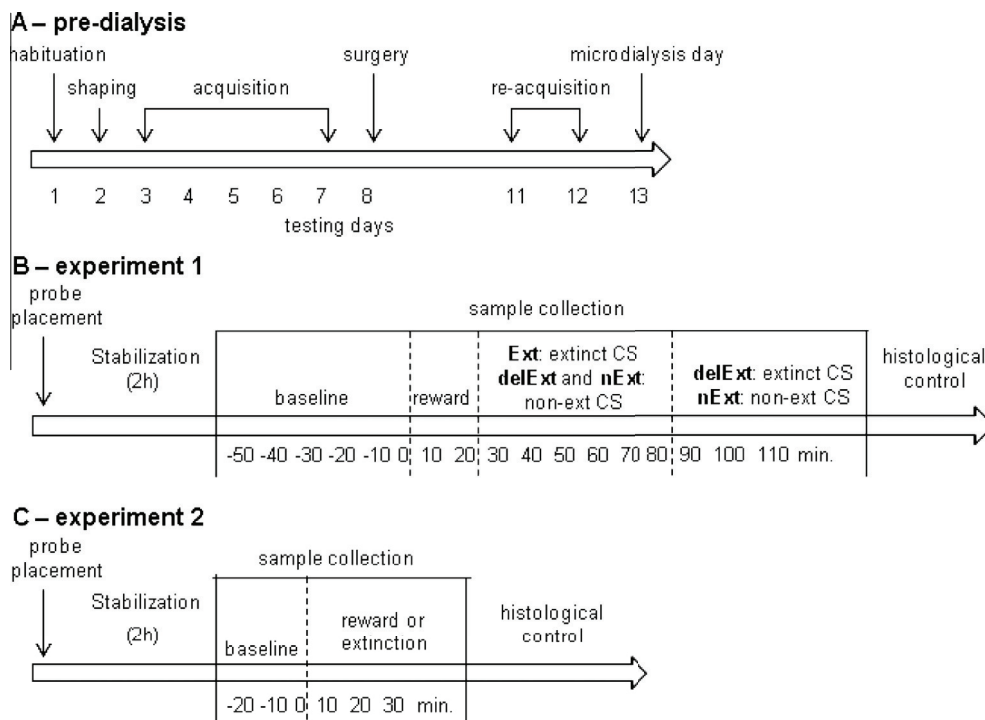 A – pre-dialysis
habituation
surgery
microdialysis day
shaping
acquisition
re-acquisition
1 2 3 4 5 6 7 8 11 12 13
testing days
B – experiment 1
probe
placement
sample collection
Stabilization
(2h)
baseline
reward
Ext: extinct CS
delExt and nExt:
non-ext CS
delExt: extinct CS
nExt: non-ext CS
histological
control
-50 -40 -30 -20 -10 0 10 20 30 40 50 60 70 80 90 100 110 min.
C – experiment 2
probe
placement
sample collection
Stabilization
(2h)
baseline
reward or
extinction
histological
control
-20 -10 0 10 20 30 min.